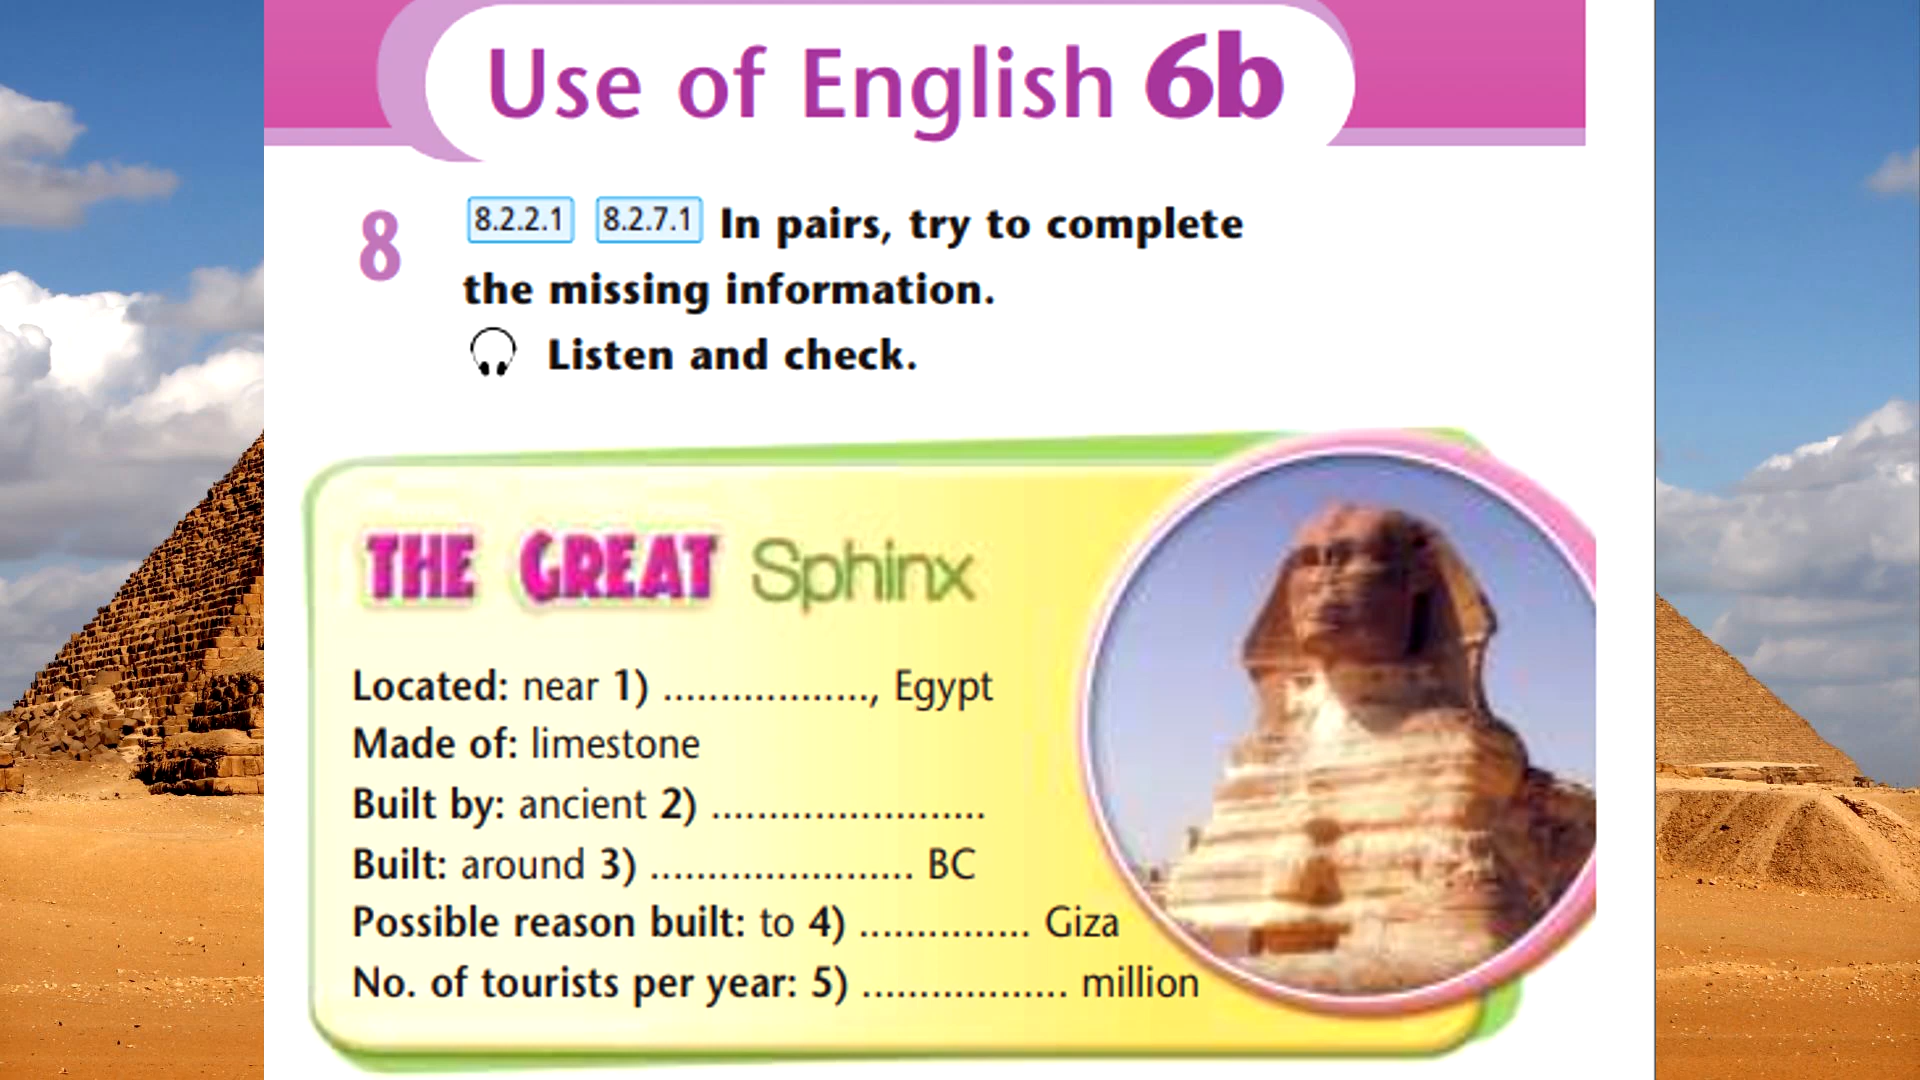 Use of English 6b
8 8.2.2.1 8.2.7.1 In pairs, try to complete
the missing information.
Listen and check.
THE GREAT Sphinx
Located: near 1) .................., Egypt
Made of: limestone
Built by: ancient 2) ........................
Built: around 3) ....................... BC
Possible reason built: to 4) ............... Giza
No. of tourists per year: 5) .................. million